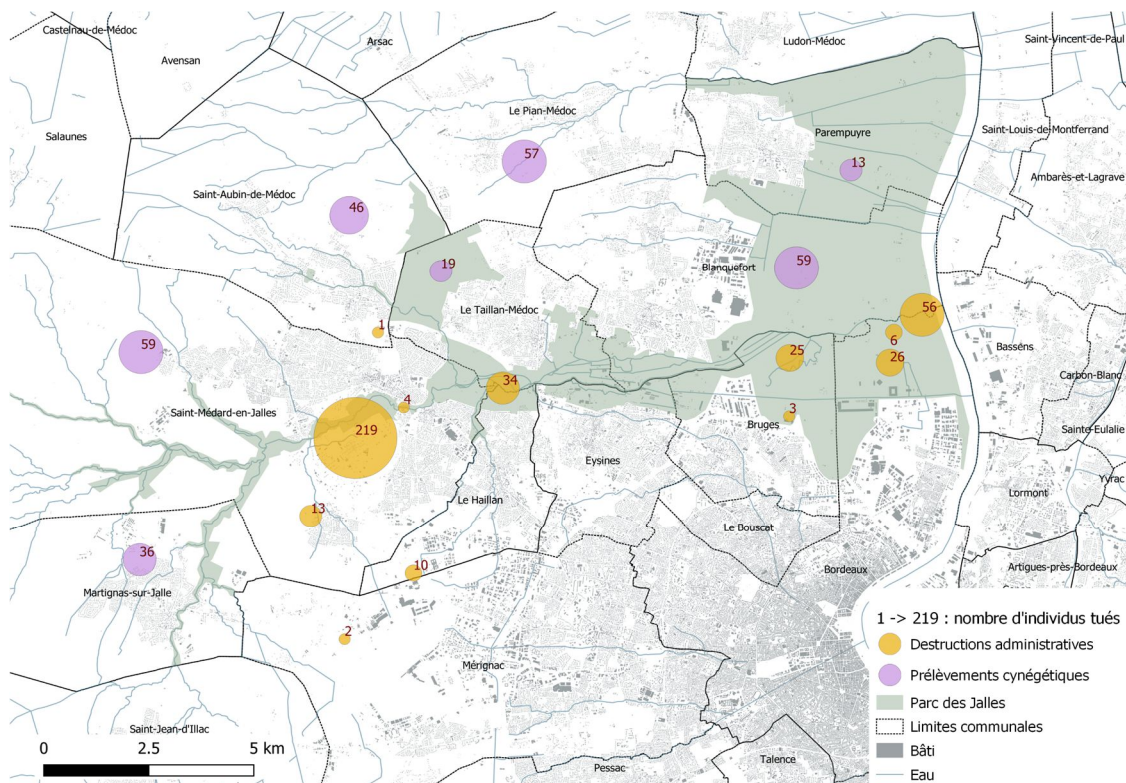 Castelnau-de-Médoc
Avensan
Arsac
Ludon-Médoc
Saint-Vincent-de-Paul
Salaunes
Le Pian-Médoc
57
Parempuyre
13
Saint-Louis-de-Montferrand
Ambarès-et-Lagrave
Saint-Aubin-de-Médoc
46
19
Blanquefort
59
Le Taillan-Médoc
1
56
6
Bassens
59
25
26
Carbon-Blanc
34
4
3
Saint-Médard-en-Jalles
219
Bruges
Sainte-Eulalie
Eysines
Yvrac
Le Haillan
Lormont
13
Le Bouscat
36
10
Bordeaux
Artigues-près-Bordeaux
Martignas-sur-Jalle
2
Mérignac
Saint-Jean-d'Illac
Pessac
Talence
0 2.5 5 km
1 -> 219 : nombre d'individus tués
Destructions administratives
Prélèvements cynégétiques
Parc des Jalles
Limites communales
Bâti
Eau